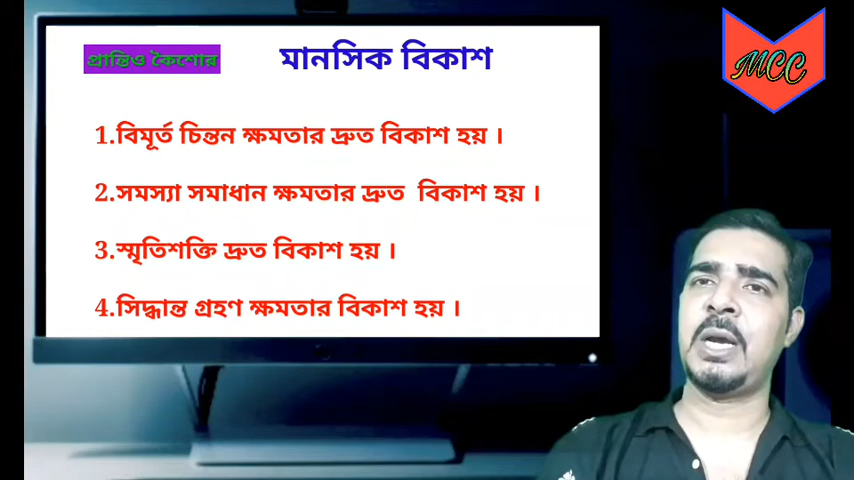 প্রান্তিও কৈশোর
মানসিক বিকাশ
MCC
1.বিমূর্ত চিন্তন ক্ষমতার দ্রুত বিকাশ হয় ।
2.সমস্যা সমাধান ক্ষমতার দ্রুত বিকাশ হয় ।
3.স্মৃতিশক্তি দ্রুত বিকাশ হয় ।
4.সিদ্ধান্ত গ্রহণ ক্ষমতার বিকাশ হয় ।